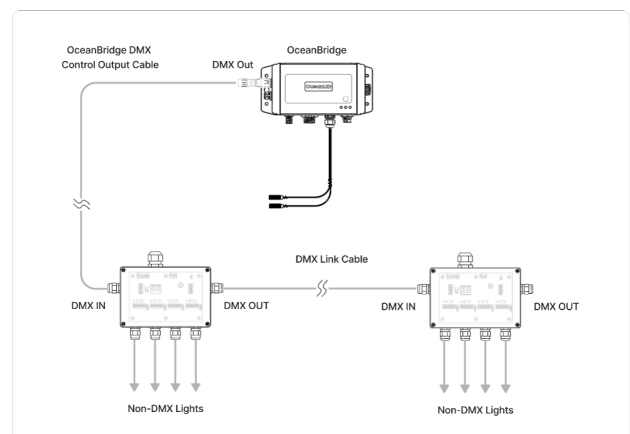 OceanBridge DMX
Control Output Cable
DMX Out
OceanBridge
OceanLED
DMX Link Cable
DMX IN
DMX OUT
DMX IN
DMX OUT
Non-DMX Lights
Non-DMX Lights